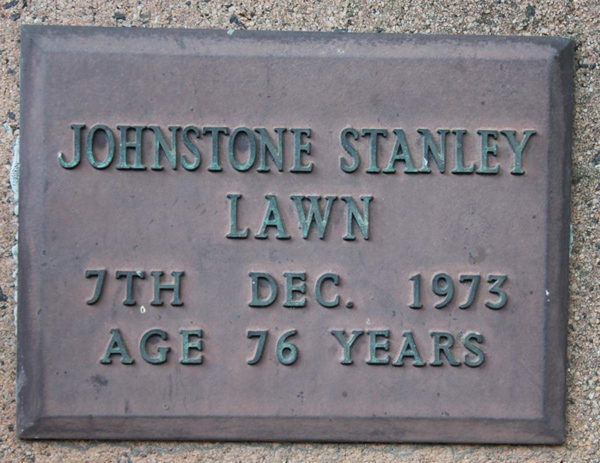 JOHNSTONE STANLEY
LAWN
7TH DEC. 1973
AGE 76 YEARS